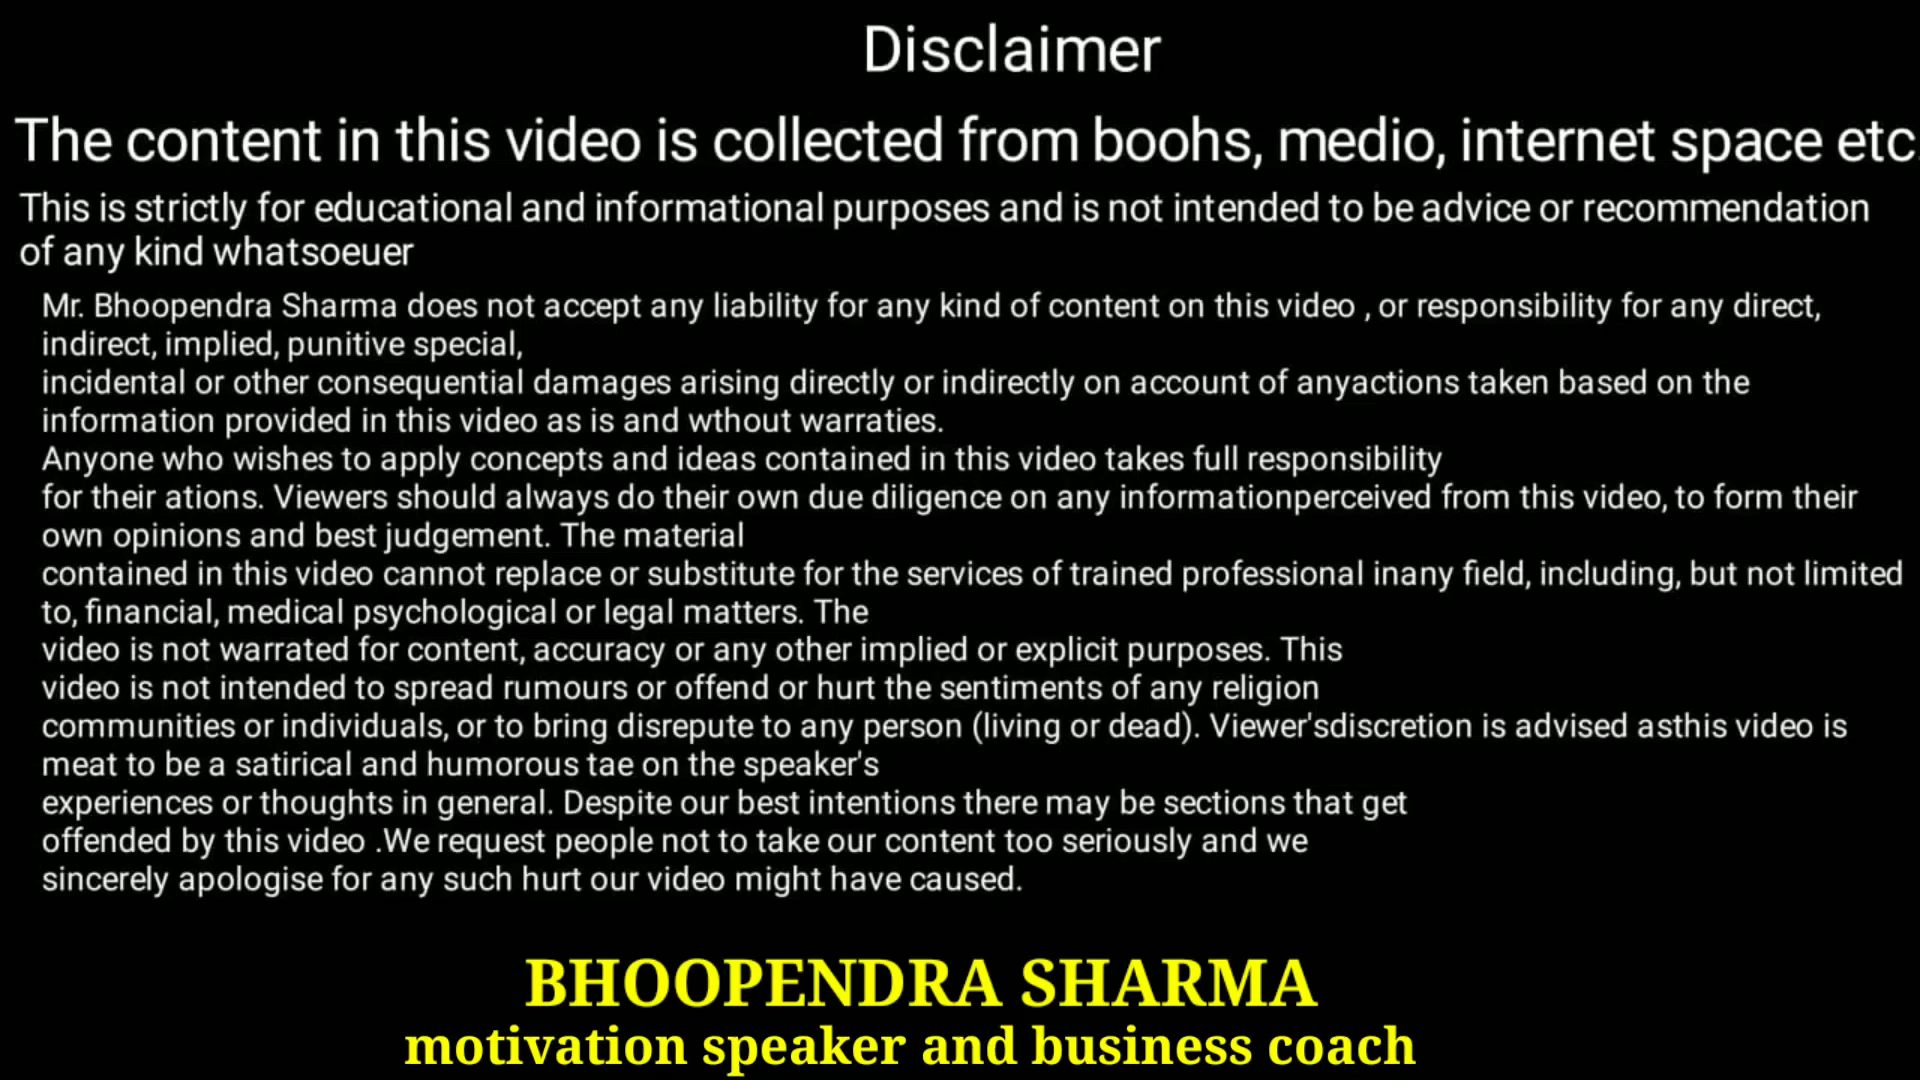 Disclaimer
The content in this video is collected from boohs, medio, internet space etc.
This is strictly for educational and informational purposes and is not intended to be advice or recommendation
of any kind whatsoeuer
Mr. Bhoopendra Sharma does not accept any liability for any kind of content on this video , or responsibility for any direct,
indirect, implied, punitive special,
incidental or other consequential damages arising directly or indirectly on account of anyactions taken based on the
information provided in this video as is and wthout warraties.
Anyone who wishes to apply concepts and ideas contained in this video takes full responsibility
for their ations. Viewers should always do their own due diligence on any informationperceived from this video, to form their
own opinions and best judgement. The material
contained in this video cannot replace or substitute for the services of trained professional inany field, including, but not limited
to, financial, medical psychological or legal matters. The
video is not warrated for content, accuracy or any other implied or explicit purposes. This
video is not intended to spread rumours or offend or hurt the sentiments of any religion
communities or individuals, or to bring disrepute to any person (living or dead). Viewer'sdiscretion is advised asthis video is
meat to be a satirical and humorous tae on the speaker's
experiences or thoughts in general. Despite our best intentions there may be sections that get
offended by this video .We request people not to take our content too seriously and we
sincerely apologise for any such hurt our video might have caused.
BHOOPENDRA SHARMA
motivation speaker and business coach